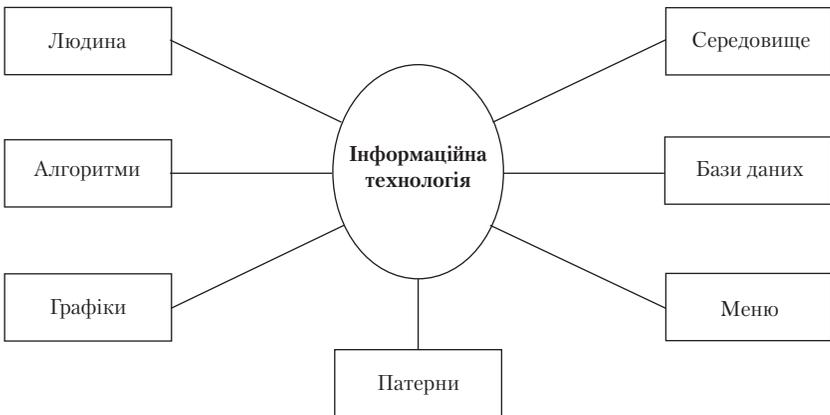 Людина
Середовище
Інформаційна
технологія
Алгоритми
Бази даних
Графіки
Меню
Патерни